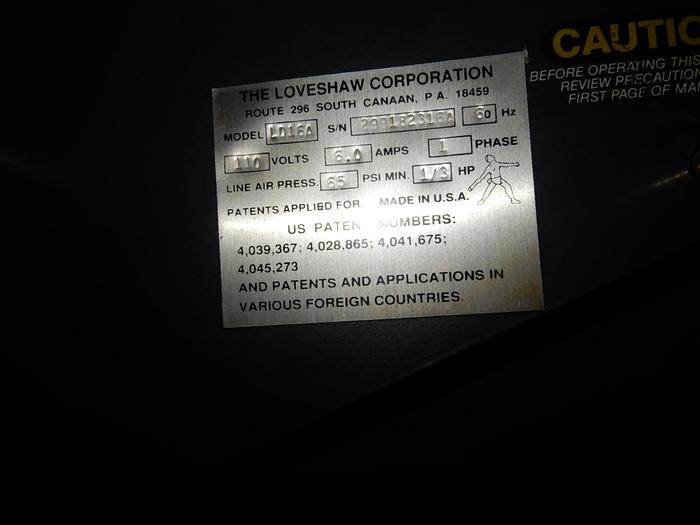 THE LOVESHAW CORPORATION
ROUTE 296 SOUTH CANAAN, P.A. 18459
MODEL LD16A S/N 299182316A 60 Hz
110 VOLTS 6.0 AMPS 1 PHASE
LINE AIR PRESS. 65 PSI MIN. 1/3 HP
PATENTS APPLIED FOR MADE IN U.S.A.
US PATENT NUMBERS:
4,039,367; 4,028,865; 4,041,675;
4,045,273
AND PATENTS AND APPLICATIONS IN
VARIOUS FOREIGN COUNTRIES.
CAUTIO
BEFORE OPERATING THIS
REVIEW PRECAUTION
FIRST PAGE OF MAN